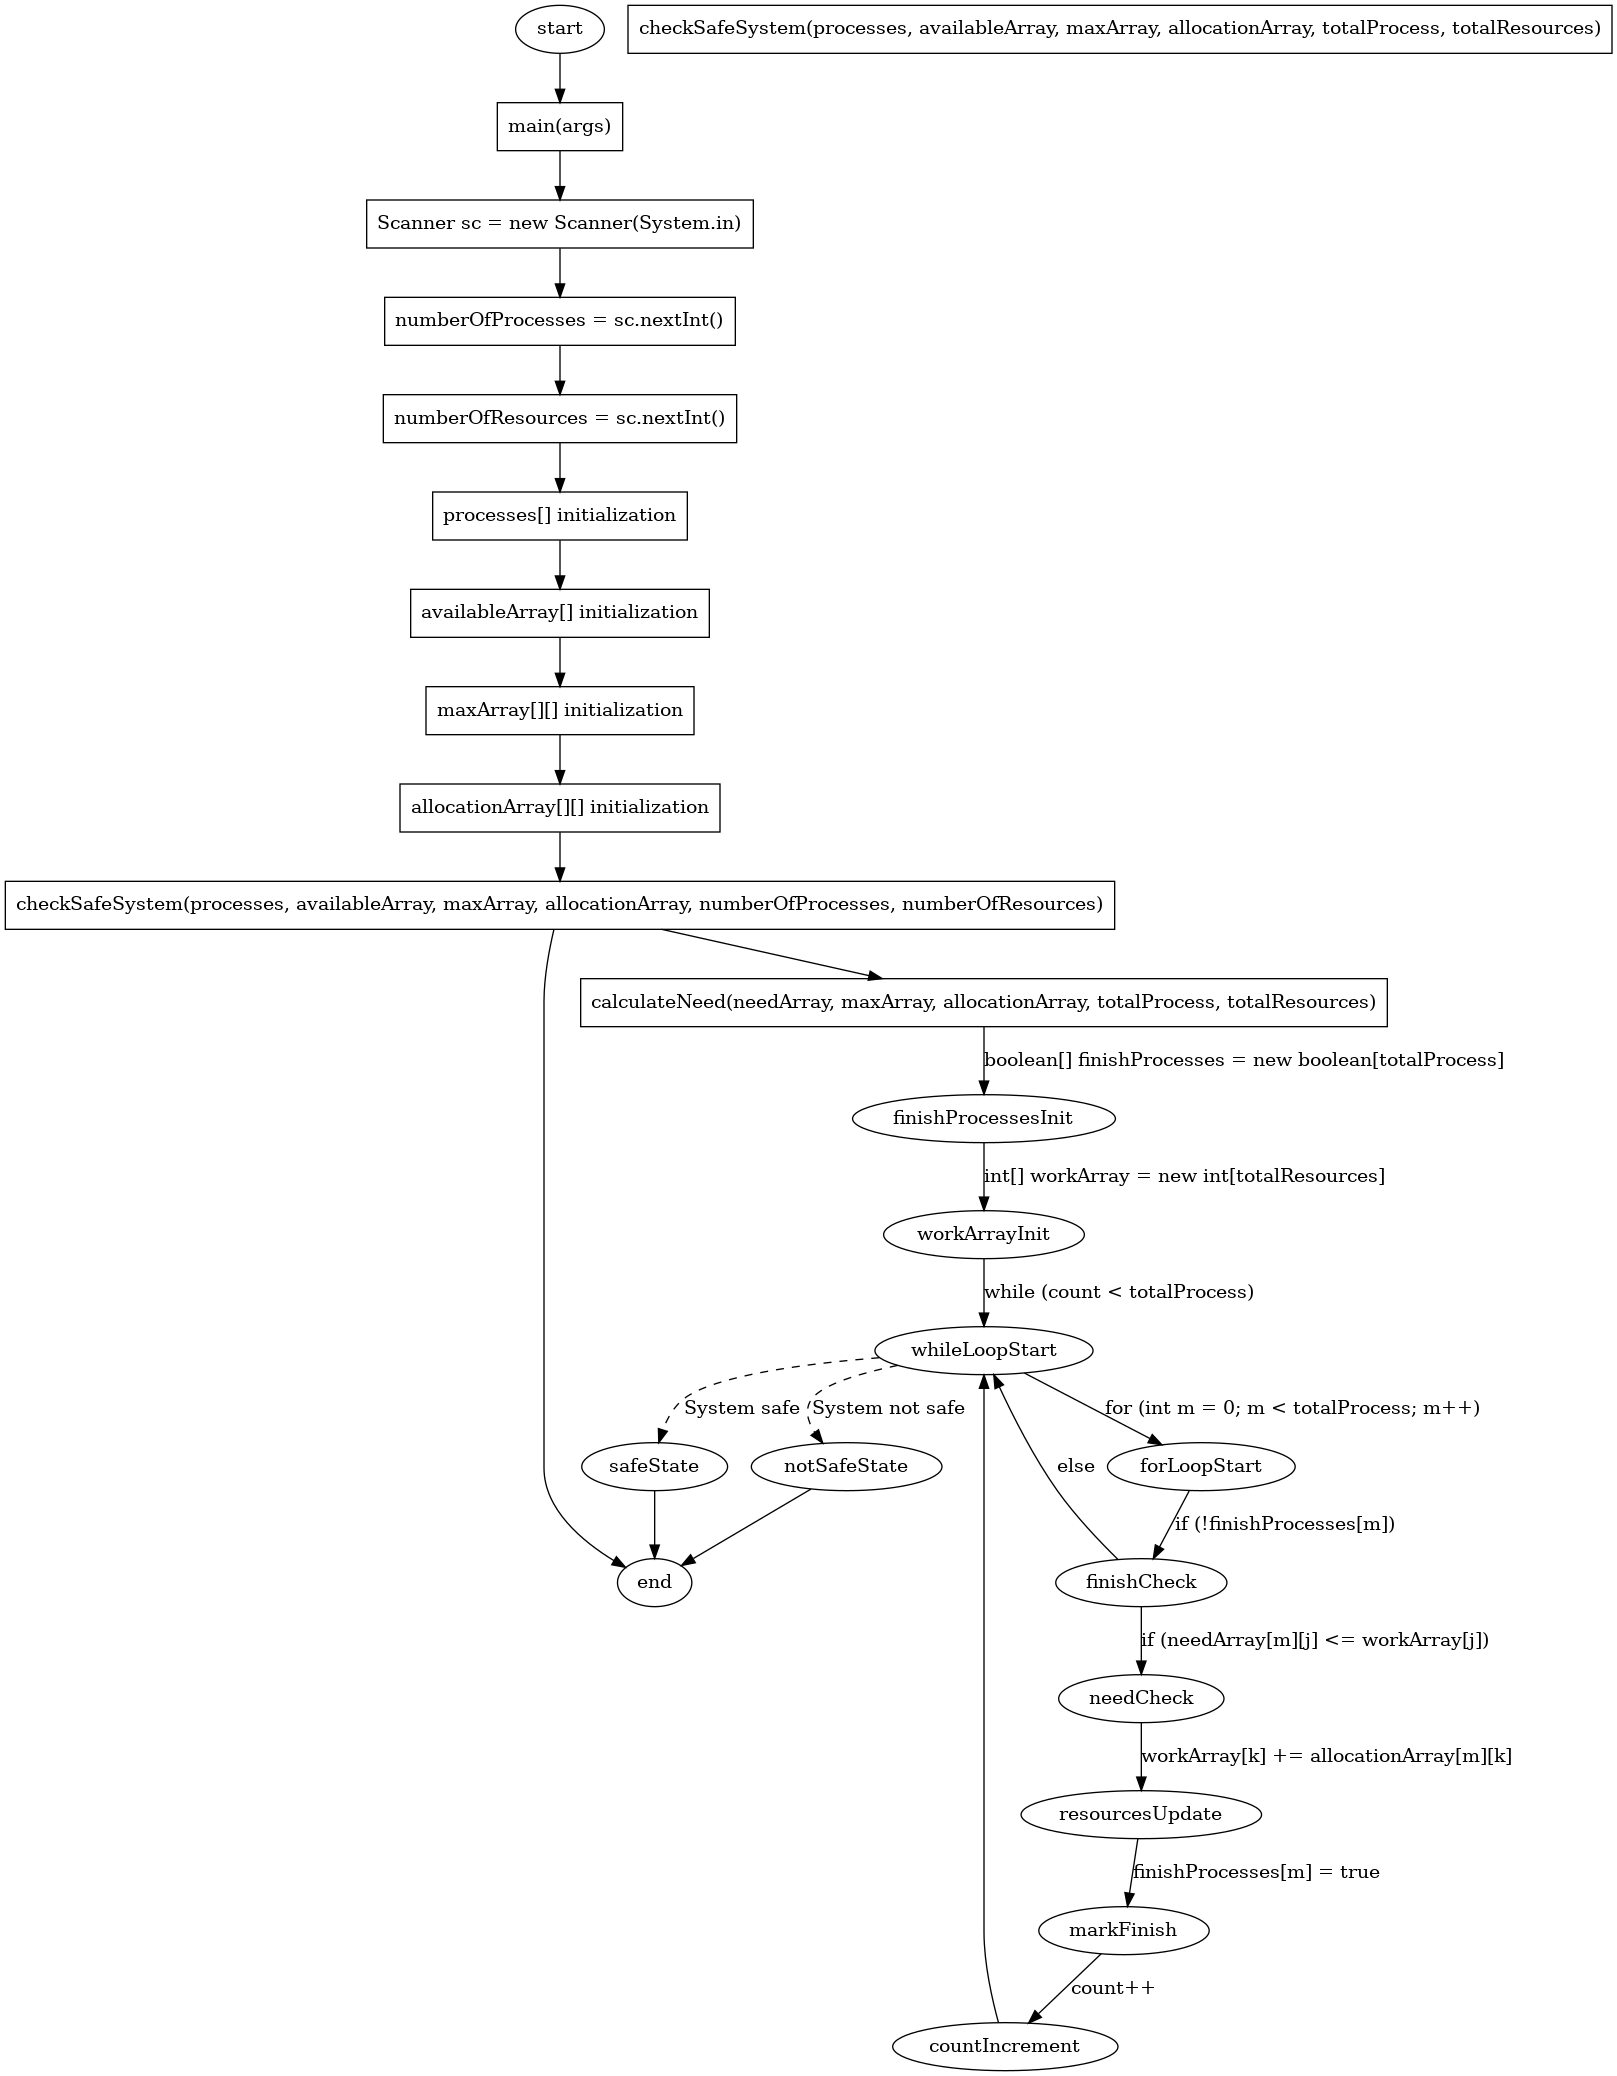 start
checkSafeSystem(processes, availableArray, maxArray, allocationArray, totalProcess, totalResources)
main(args)
Scanner sc = new Scanner(System.in)
numberOfProcesses = sc.nextInt()
numberOfResources = sc.nextInt()
processes[] initialization
availableArray[] initialization
maxArray[][] initialization
allocationArray[][] initialization
checkSafeSystem(processes, availableArray, maxArray, allocationArray, numberOfProcesses, numberOfResources)
calculateNeed(needArray, maxArray, allocationArray, totalProcess, totalResources)
boolean[] finishProcesses = new boolean[totalProcess]
finishProcessesInit
int[] workArray = new int[totalResources]
workArrayInit
while (count < totalProcess)
whileLoopStart
System safe
System not safe
for (int m = 0; m < totalProcess; m++)
safeState
notSafeState
else
forLoopStart
if (!finishProcesses[m])
end
finishCheck
if (needArray[m][j] <= workArray[j])
needCheck
workArray[k] += allocationArray[m][k]
resourcesUpdate
finishProcesses[m] = true
markFinish
count++
countIncrement